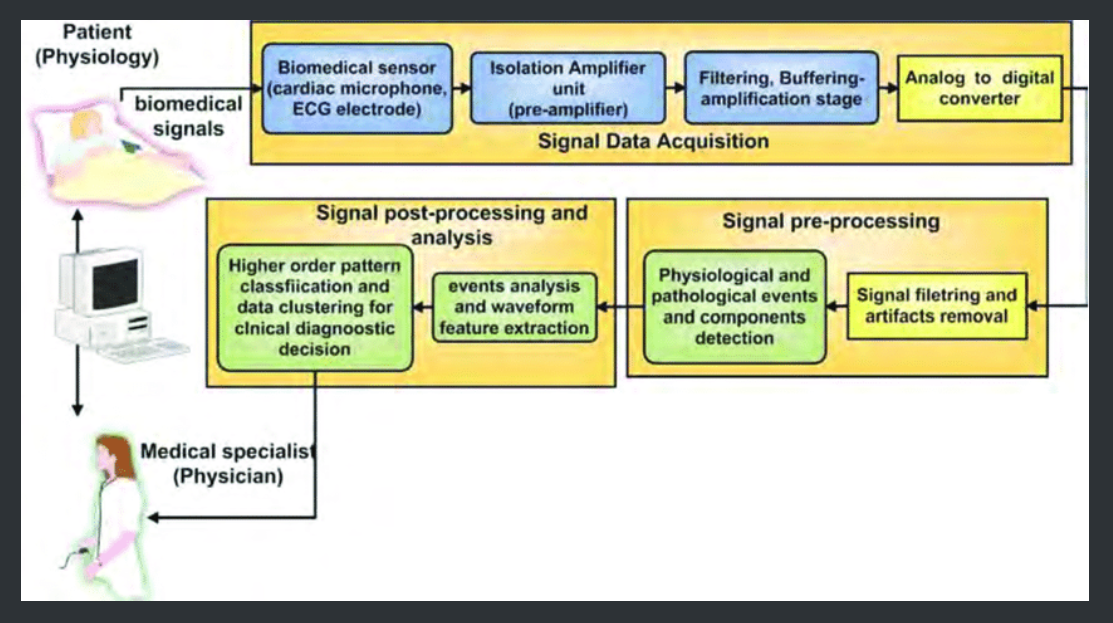 Patient
(Physiology)
biomedical
signals
Biomedical sensor
(cardiac microphone,
ECG electrode)
Isolation Amplifier
unit
(pre-amplifier)
Filtering, Buffering-
amplification stage
Analog to digital
converter
Signal Data Acquisition
Signal pre-processing
Signal filetring and
artifacts removal
Physiological and
pathological events
and components
detection
Signal post-processing and
analysis
events analysis
and waveform
feature extraction
Higher order pattern
classfiication and
data clustering for
clnical diagnoostic
decision
Medical specialist
(Physician)